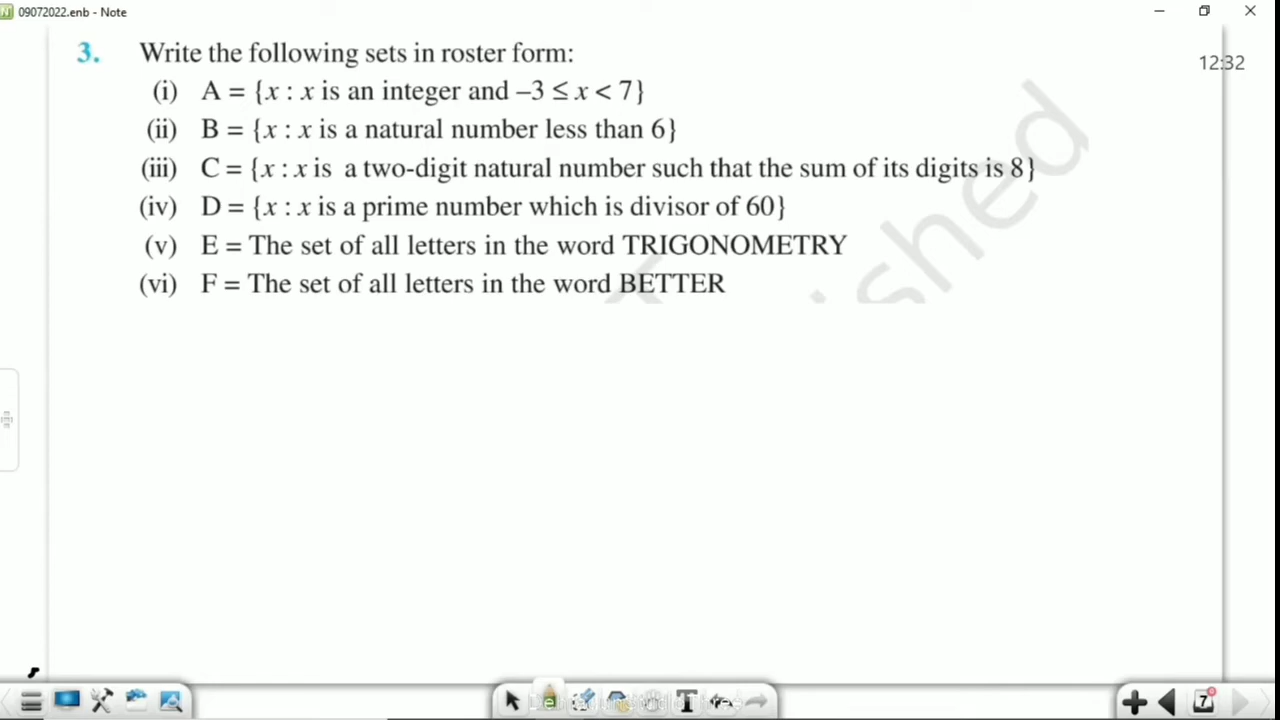 09072022.enb - Note
12:32
3. Write the following sets in roster form:
(i) A = {x : x is an integer and –3 ≤ x < 7}
(ii) B = {x : x is a natural number less than 6}
(iii) C = {x : x is a two-digit natural number such that the sum of its digits is 8}
(iv) D = {x : x is a prime number which is divisor of 60}
(v) E = The set of all letters in the word TRIGONOMETRY
(vi) F = The set of all letters in the word BETTER
shed
7